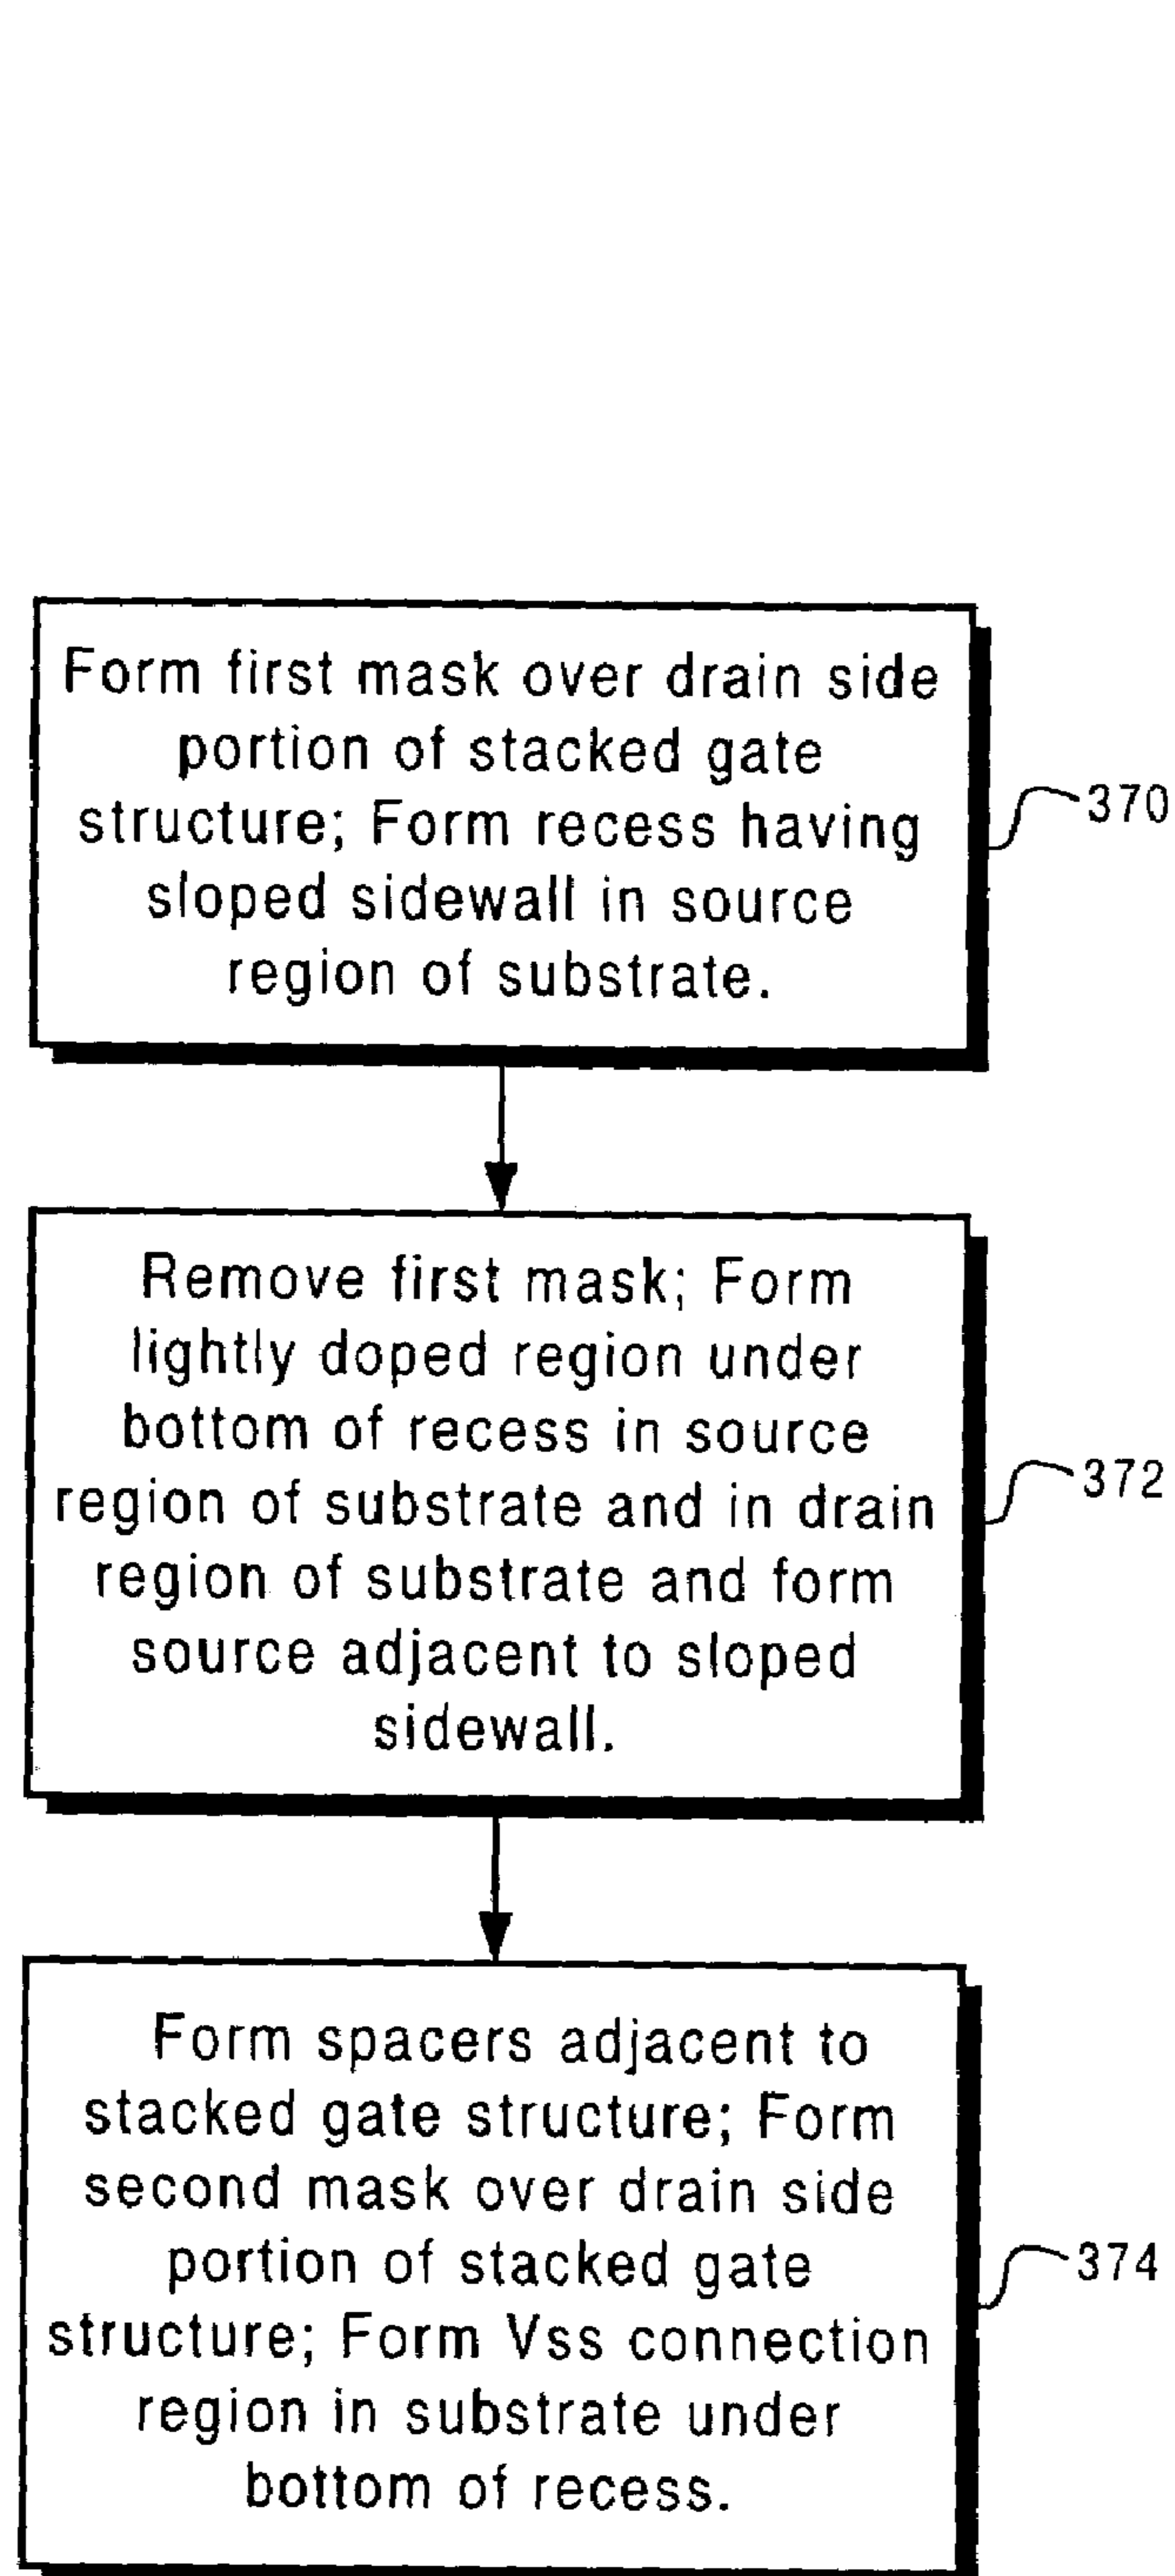 Form first mask over drain side
portion of stacked gate
structure; Form recess having
sloped sidewall in source
region of substrate.
370
Remove first mask; Form
lightly doped region under
bottom of recess in source
region of substrate and in drain
region of substrate and form
source adjacent to sloped
sidewall.
372
Form spacers adjacent to
stacked gate structure; Form
second mask over drain side
portion of stacked gate
structure; Form Vss connection
region in substrate under
bottom of recess.
374